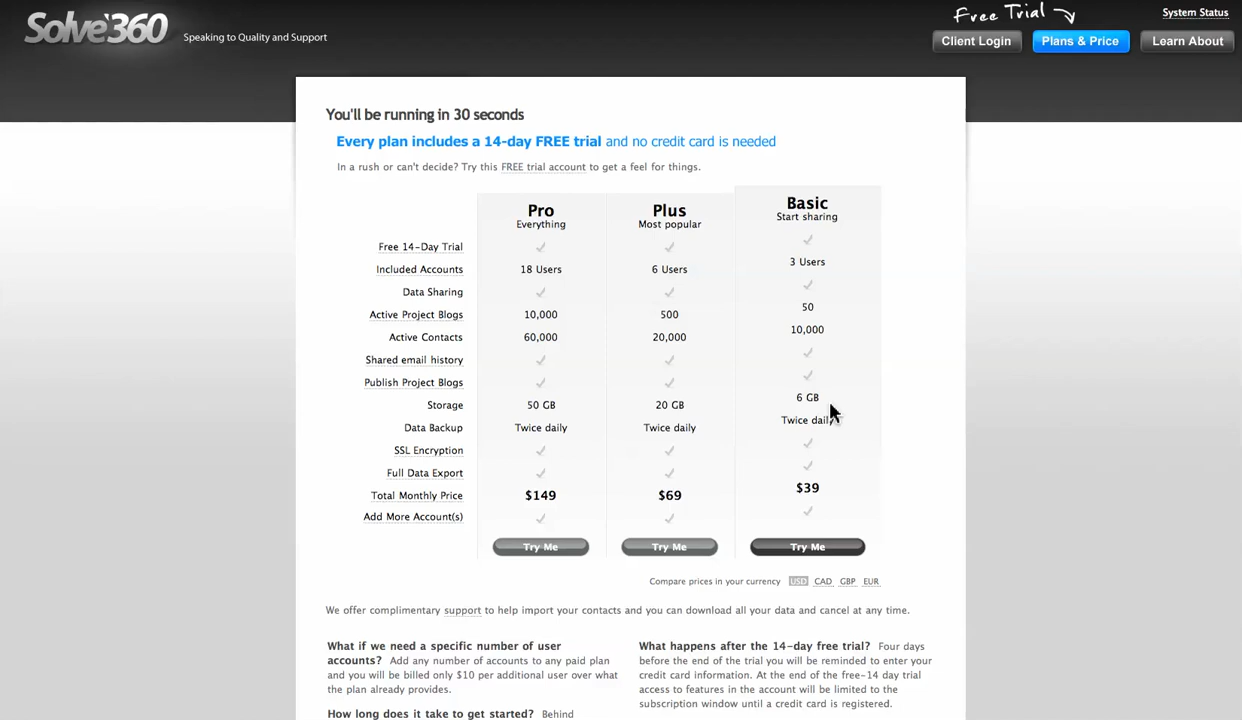 Solve360
Speaking to Quality and Support
Free Trial
System Status
Client Login
Plans & Price
Learn About
You'll be running in 30 seconds
Every plan includes a 14-day FREE trial and no credit card is needed
In a rush or can't decide? Try this FREE trial account to get a feel for things.
Pro Plus Basic
Everything Most popular Start sharing
Free 14-Day Trial
Included Accounts 18 Users 6 Users 3 Users
Data Sharing
Active Project Blogs 10,000 500 50
Active Contacts 60,000 20,000 10,000
Shared email history
Publish Project Blogs
Storage 50 GB 20 GB 6 GB
Data Backup Twice daily Twice daily Twice daily
SSL Encryption
Full Data Export
Total Monthly Price $149 $69 $39
Add More Account(s)
Try Me Try Me Try Me
Compare prices in your currency USD CAD GBP EUR
We offer complimentary support to help import your contacts and you can download all your data and cancel at any time.
What if we need a specific number of user
accounts? Add any number of accounts to any paid plan
and you will be billed only $10 per additional user over what
the plan already provides.
How long does it take to get started? Behind
What happens after the 14-day free trial? Four days
before the end of the trial you will be reminded to enter your
credit card information. At the end of the free-14 day trial
access to features in the account will be limited to the
subscription window until a credit card is registered.